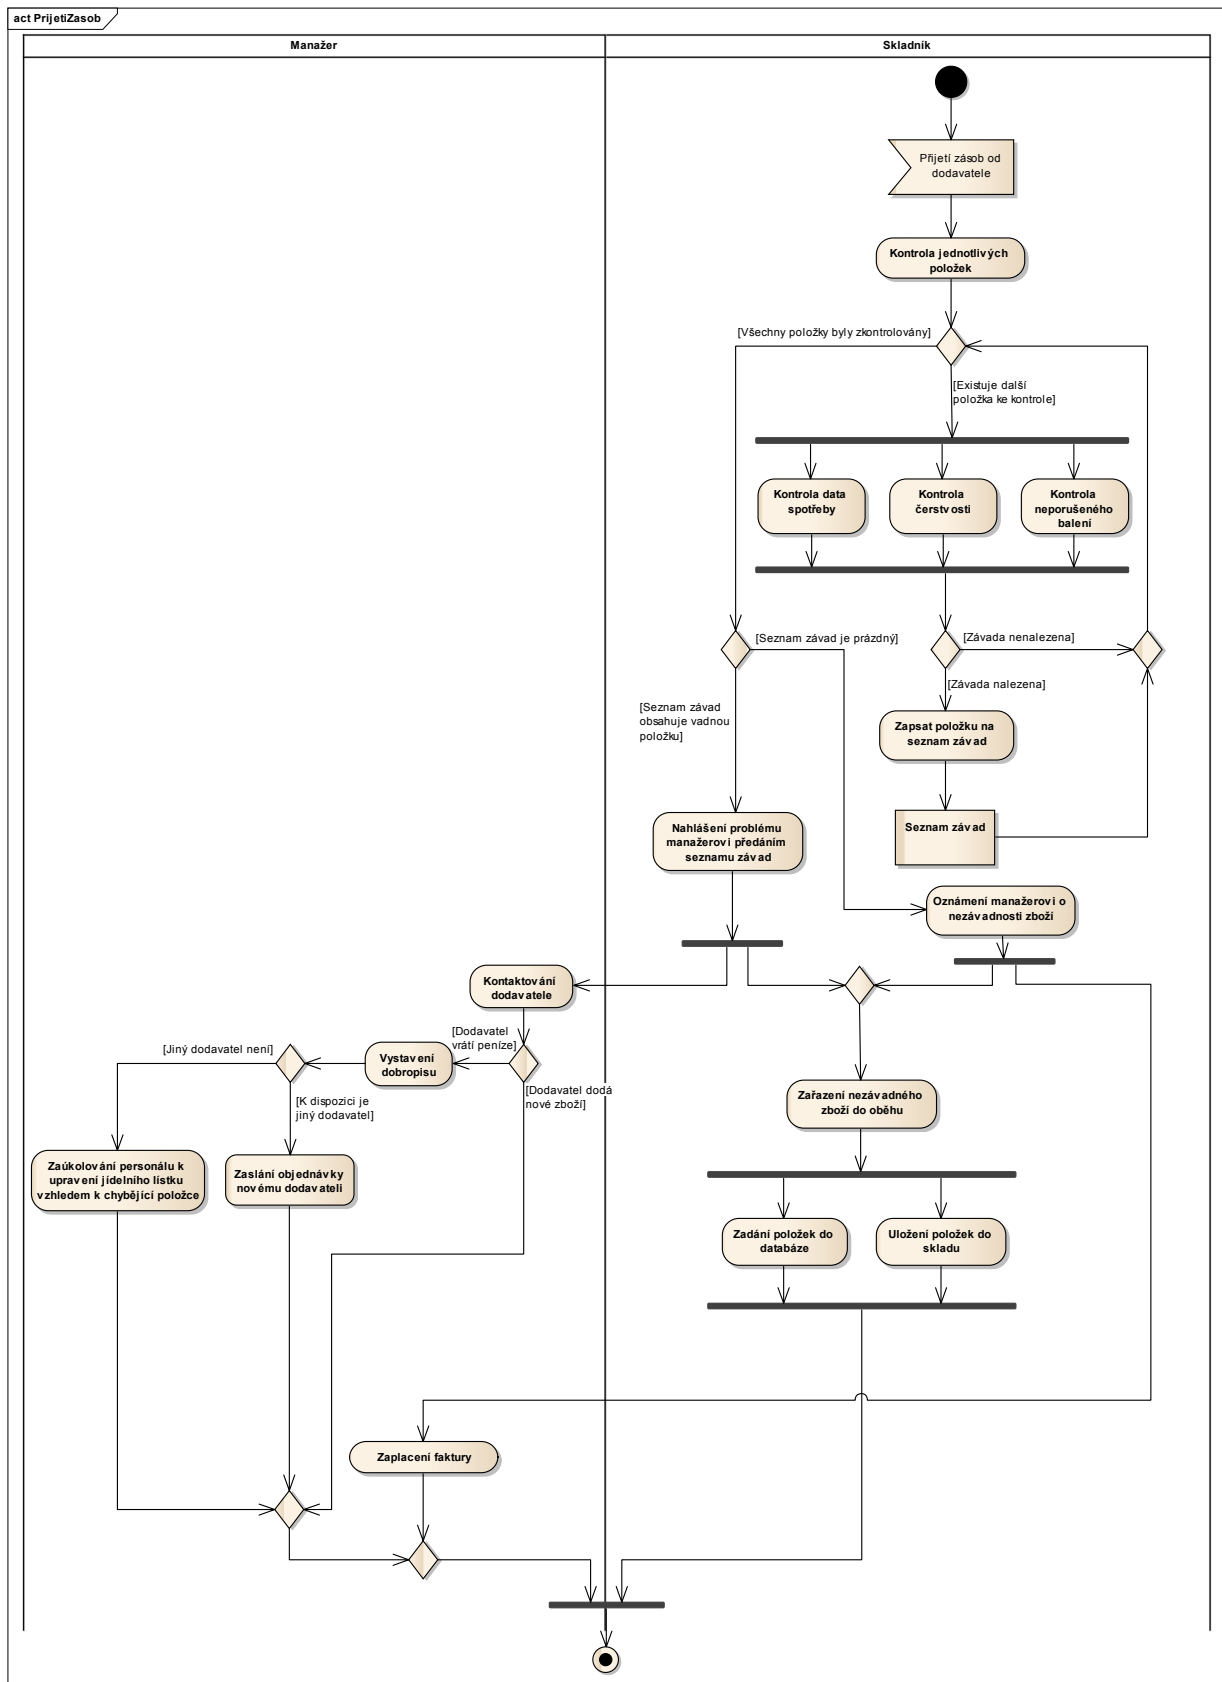 act PrijetiZasob
Manažer
Skladník
Přijetí zásob od
dodavatele
Kontrola jednotlivých
položek
[Všechny položky byly zkontrolovány]
[Existuje další
položka ke kontrole]
Kontrola data
spotřeby
Kontrola
čerstvosti
Kontrola
neporušeného
balení
[Seznam závad je prázdný]
[Závada nenalezena]
[Závada nalezena]
[Seznam závad
obsahuje vadnou
položku]
Zapsat položku na
seznam závad
Seznam závad
Nahlášení problému
manažerovi předáním
seznamu závad
Oznámení manažerovi o
nezávadnosti zboží
Kontaktování
dodavatele
[Dodavatel
vrátí peníze]
[Jiný dodavatel není]
Vystavení
dobropisu
[Dodavatel dodá
nové zboží]
[K dispozici je
jiný dodavatel]
Zařazení nezávadného
zboží do oběhu
Zaúkolování personálu k
upravení jídelního lístku
vzhledem k chybějící položce
Zaslání objednávky
novému dodavateli
Zadání položek do
databáze
Uložení položek do
skladu
Zaplacení faktury